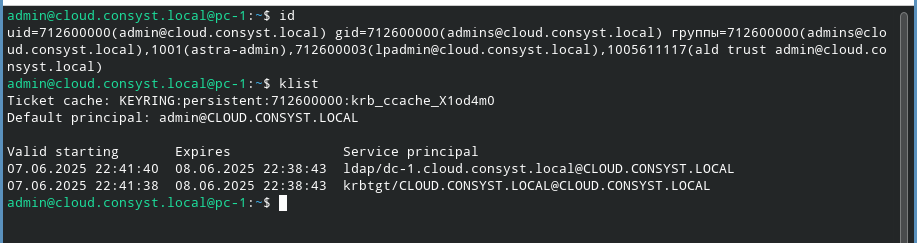 admin@cloud.consyst.local@pc-1:~$ id
uid=712600000(admin@cloud.consyst.local) gid=712600000(admins@cloud.consyst.local) группы=712600000(admins@clo
ud.consyst.local),1001(astra-admin),712600003(lpadmin@cloud.consyst.local),1005611117(ald trust admin@cloud.co
nsyst.local)
admin@cloud.consyst.local@pc-1:~$ klist
Ticket cache: KEYRING:persistent:712600000:krb_ccache_X1od4m0
Default principal: admin@CLOUD.CONSYST.LOCAL
Valid starting       Expires              Service principal
07.06.2025 22:41:40  08.06.2025 22:38:43  ldap/dc-1.cloud.consyst.local@CLOUD.CONSYST.LOCAL
07.06.2025 22:41:38  08.06.2025 22:38:43  krbtgt/CLOUD.CONSYST.LOCAL@CLOUD.CONSYST.LOCAL
admin@cloud.consyst.local@pc-1:~$